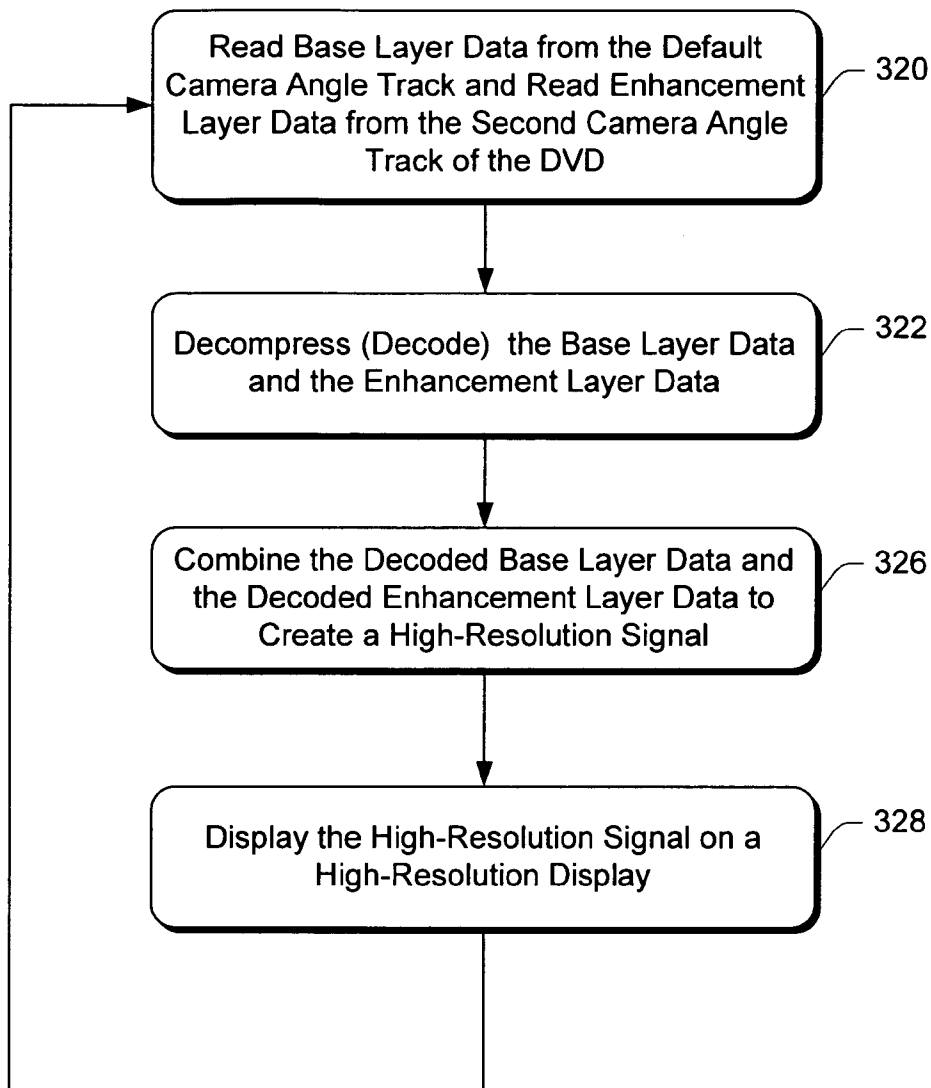 Read Base Layer Data from the Default
Camera Angle Track and Read Enhancement
Layer Data from the Second Camera Angle
Track of the DVD
320
Decompress (Decode) the Base Layer Data
and the Enhancement Layer Data
322
Combine the Decoded Base Layer Data and
the Decoded Enhancement Layer Data to
Create a High-Resolution Signal
326
Display the High-Resolution Signal on a
High-Resolution Display
328